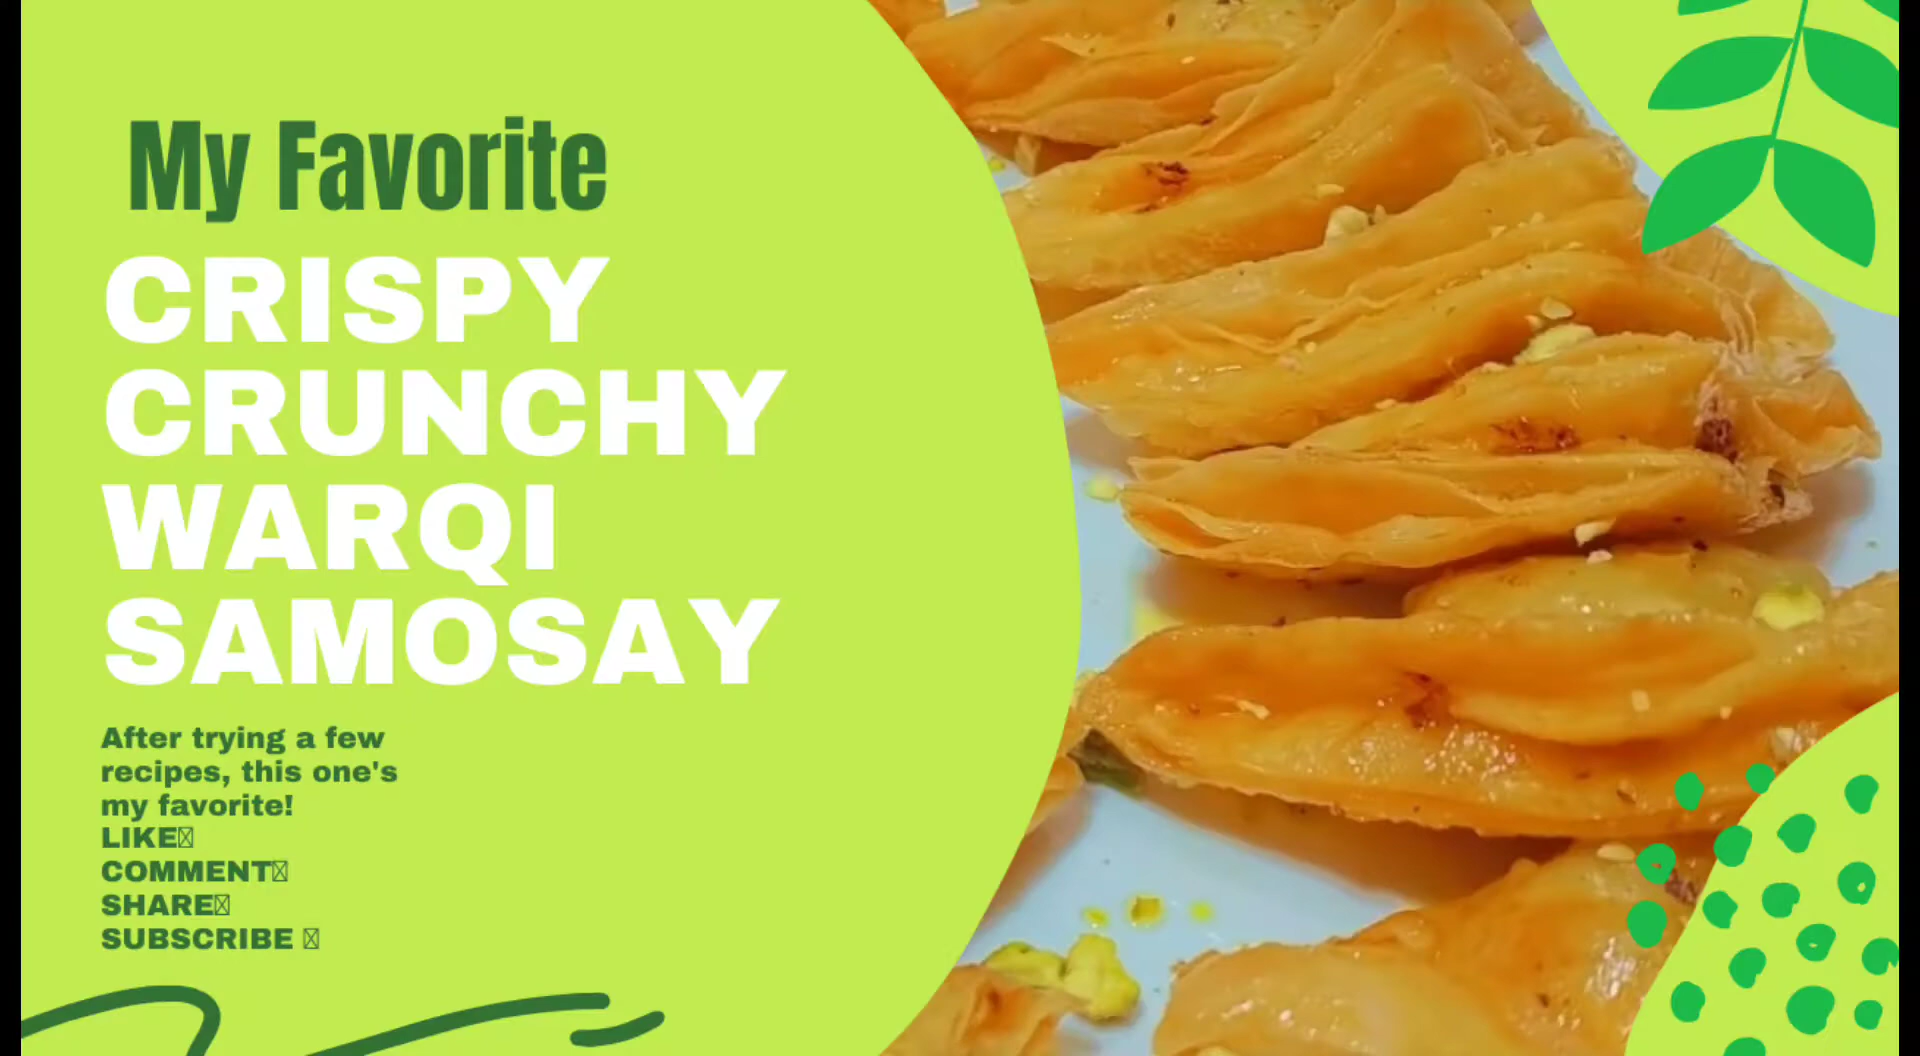 My Favorite
CRISPY
CRUNCHY
WARQI
SAMOSAY
After trying a few
recipes, this one's
my favorite!
LIKE
COMMENT
SHARE
SUBSCRIBE